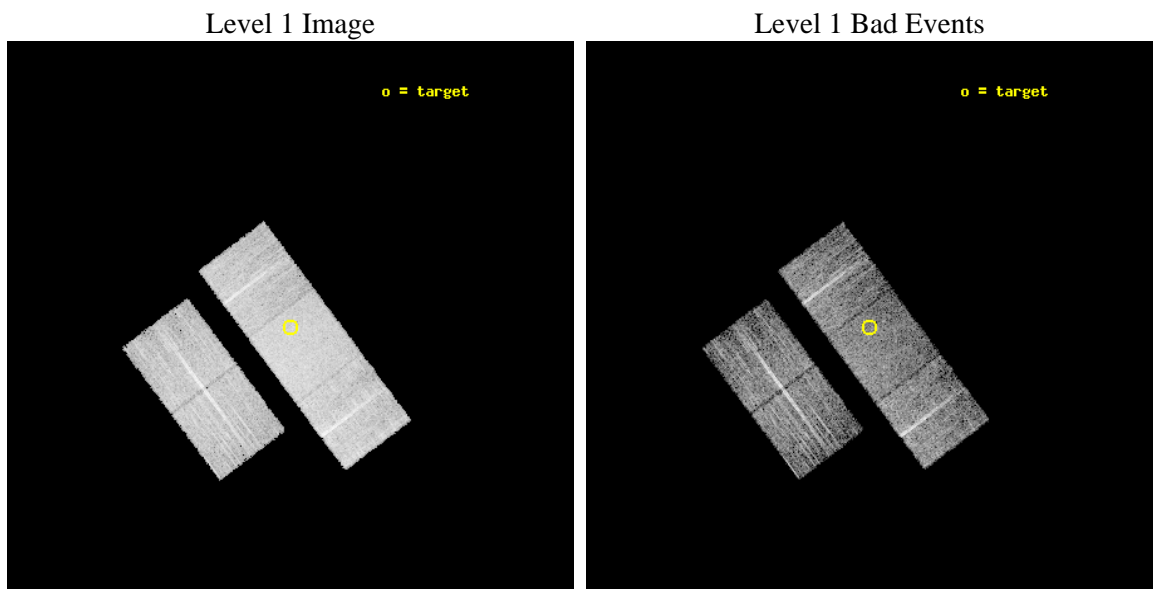 Level 1 Image
Level 1 Bad Events
o = target
o = target